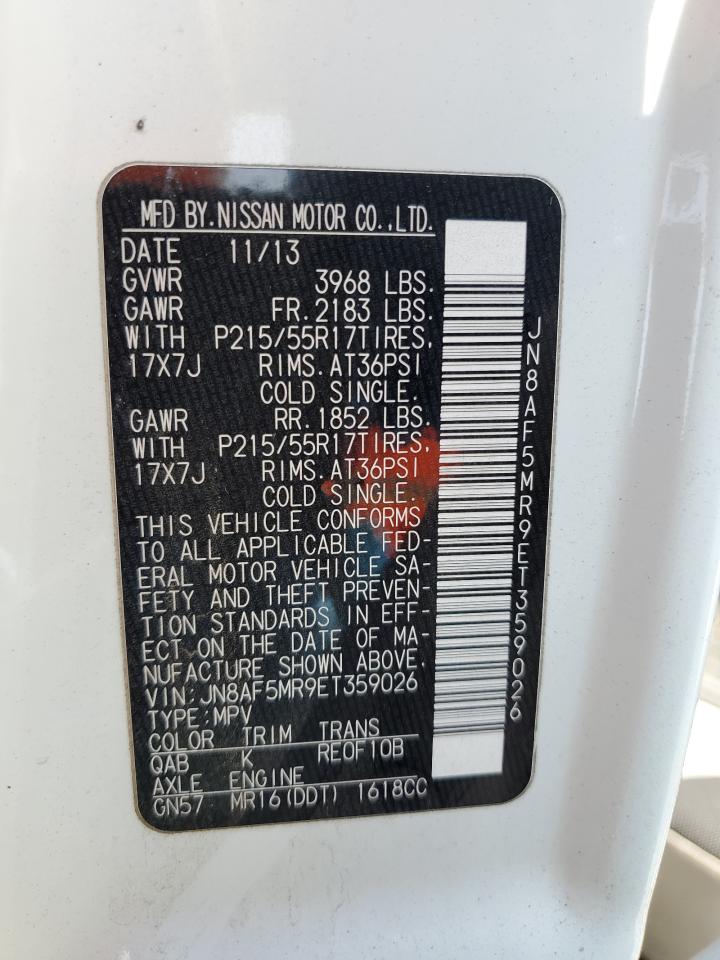 MFD BY.NISSAN MOTOR CO.,LTD.
DATE 11/13
GVWR 3968 LBS.
GAWR FR.2183 LBS.
WITH P215/55R17TIRES,
17X7J RIMS.AT36PSI
COLD SINGLE.
GAWR RR.1852 LBS.
WITH P215/55R17TIRES,
17X7J RIMS.AT36PSI
COLD SINGLE.
THIS VEHICLE CONFORMS
TO ALL APPLICABLE FED-
ERAL MOTOR VEHICLE SA-
FETY AND THEFT PREVEN-
TION STANDARDS IN EFF-
ECT ON THE DATE OF MA-
NUFACTURE SHOWN ABOVE.
VIN:JN8AF5MR9ET359026
TYPE:MPV
COLOR TRIM TRANS
QAB K RE0F10B
AXLE ENGINE
GN57 MR16(DDT) 1618CC
JN8AF5MR9ET359026